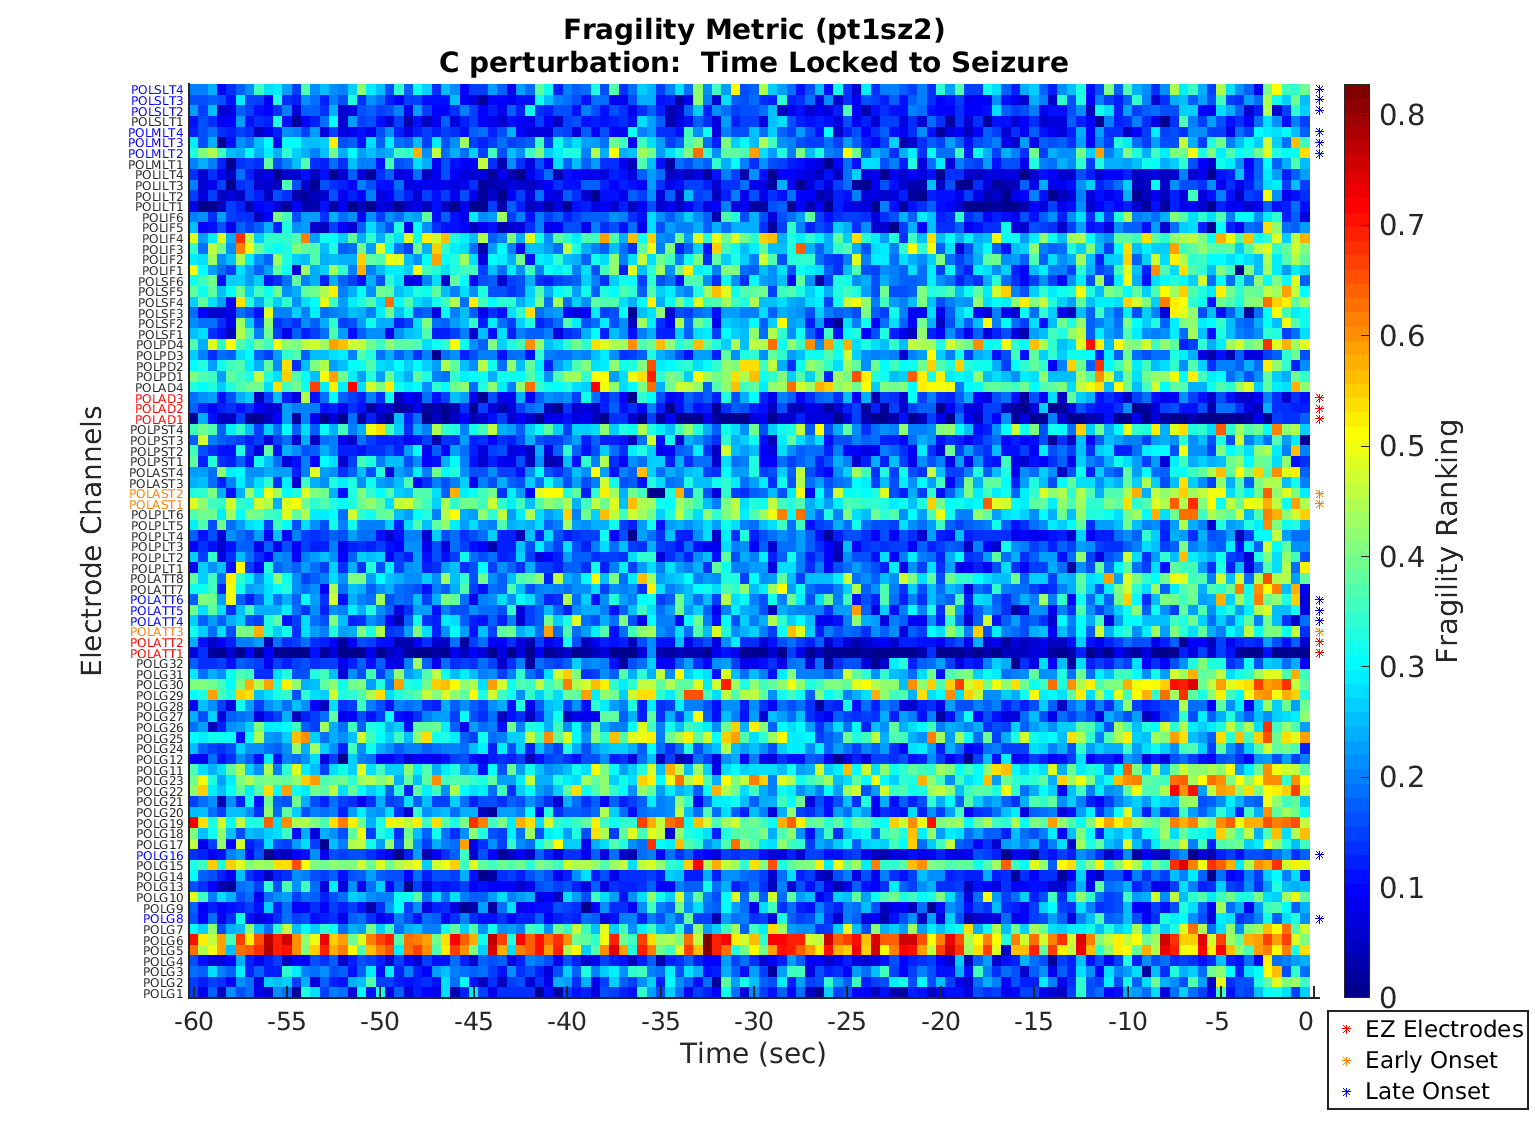 Fragility Metric (pt1sz2)
C perturbation:  Time Locked to Seizure
Electrode Channels
POLSLT4
POLSLT3
POLSLT2
POLSLT1
POLMLT4
POLMLT3
POLMLT2
POLMLT1
POLILT4
POLILT3
POLILT2
POLILT1
POLIF6
POLIF5
POLIF4
POLIF3
POLIF2
POLIF1
POLSF6
POLSF5
POLSF4
POLSF3
POLSF2
POLSF1
POLPD4
POLPD3
POLPD2
POLPD1
POLAD4
POLAD3
POLAD2
POLAD1
POLPST4
POLPST3
POLPST2
POLPST1
POLAST4
POLAST3
POLAST2
POLAST1
POLPLT6
POLPLT5
POLPLT4
POLPLT3
POLPLT2
POLPLT1
POLATT8
POLATT7
POLATT6
POLATT5
POLATT4
POLATT3
POLATT2
POLATT1
POLG32
POLG31
POLG30
POLG29
POLG28
POLG27
POLG26
POLG25
POLG24
POLG12
POLG11
POLG23
POLG22
POLG21
POLG20
POLG19
POLG18
POLG17
POLG16
POLG15
POLG14
POLG13
POLG10
POLG9
POLG8
POLG7
POLG6
POLG5
POLG4
POLG3
POLG2
POLG1
-60 -55 -50 -45 -40 -35 -30 -25 -20 -15 -10 -5 0
Time (sec)
0.8
0.7
0.6
0.5
0.4
0.3
0.2
0.1
0
Fragility Ranking
EZ Electrodes
Early Onset
Late Onset